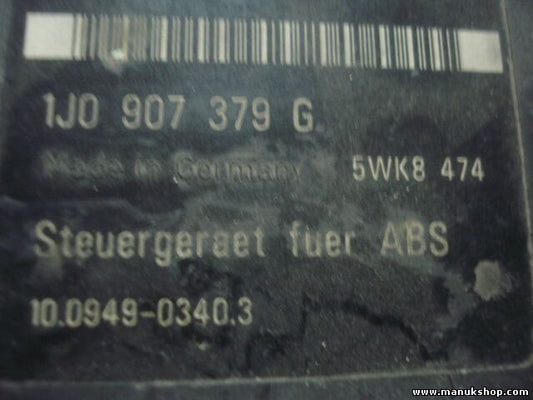 1J0 907 379 G
Made in Germany 5WK8 474
Steuergeraet fuer ABS
10.0949-0340.3
www.manukshop.com